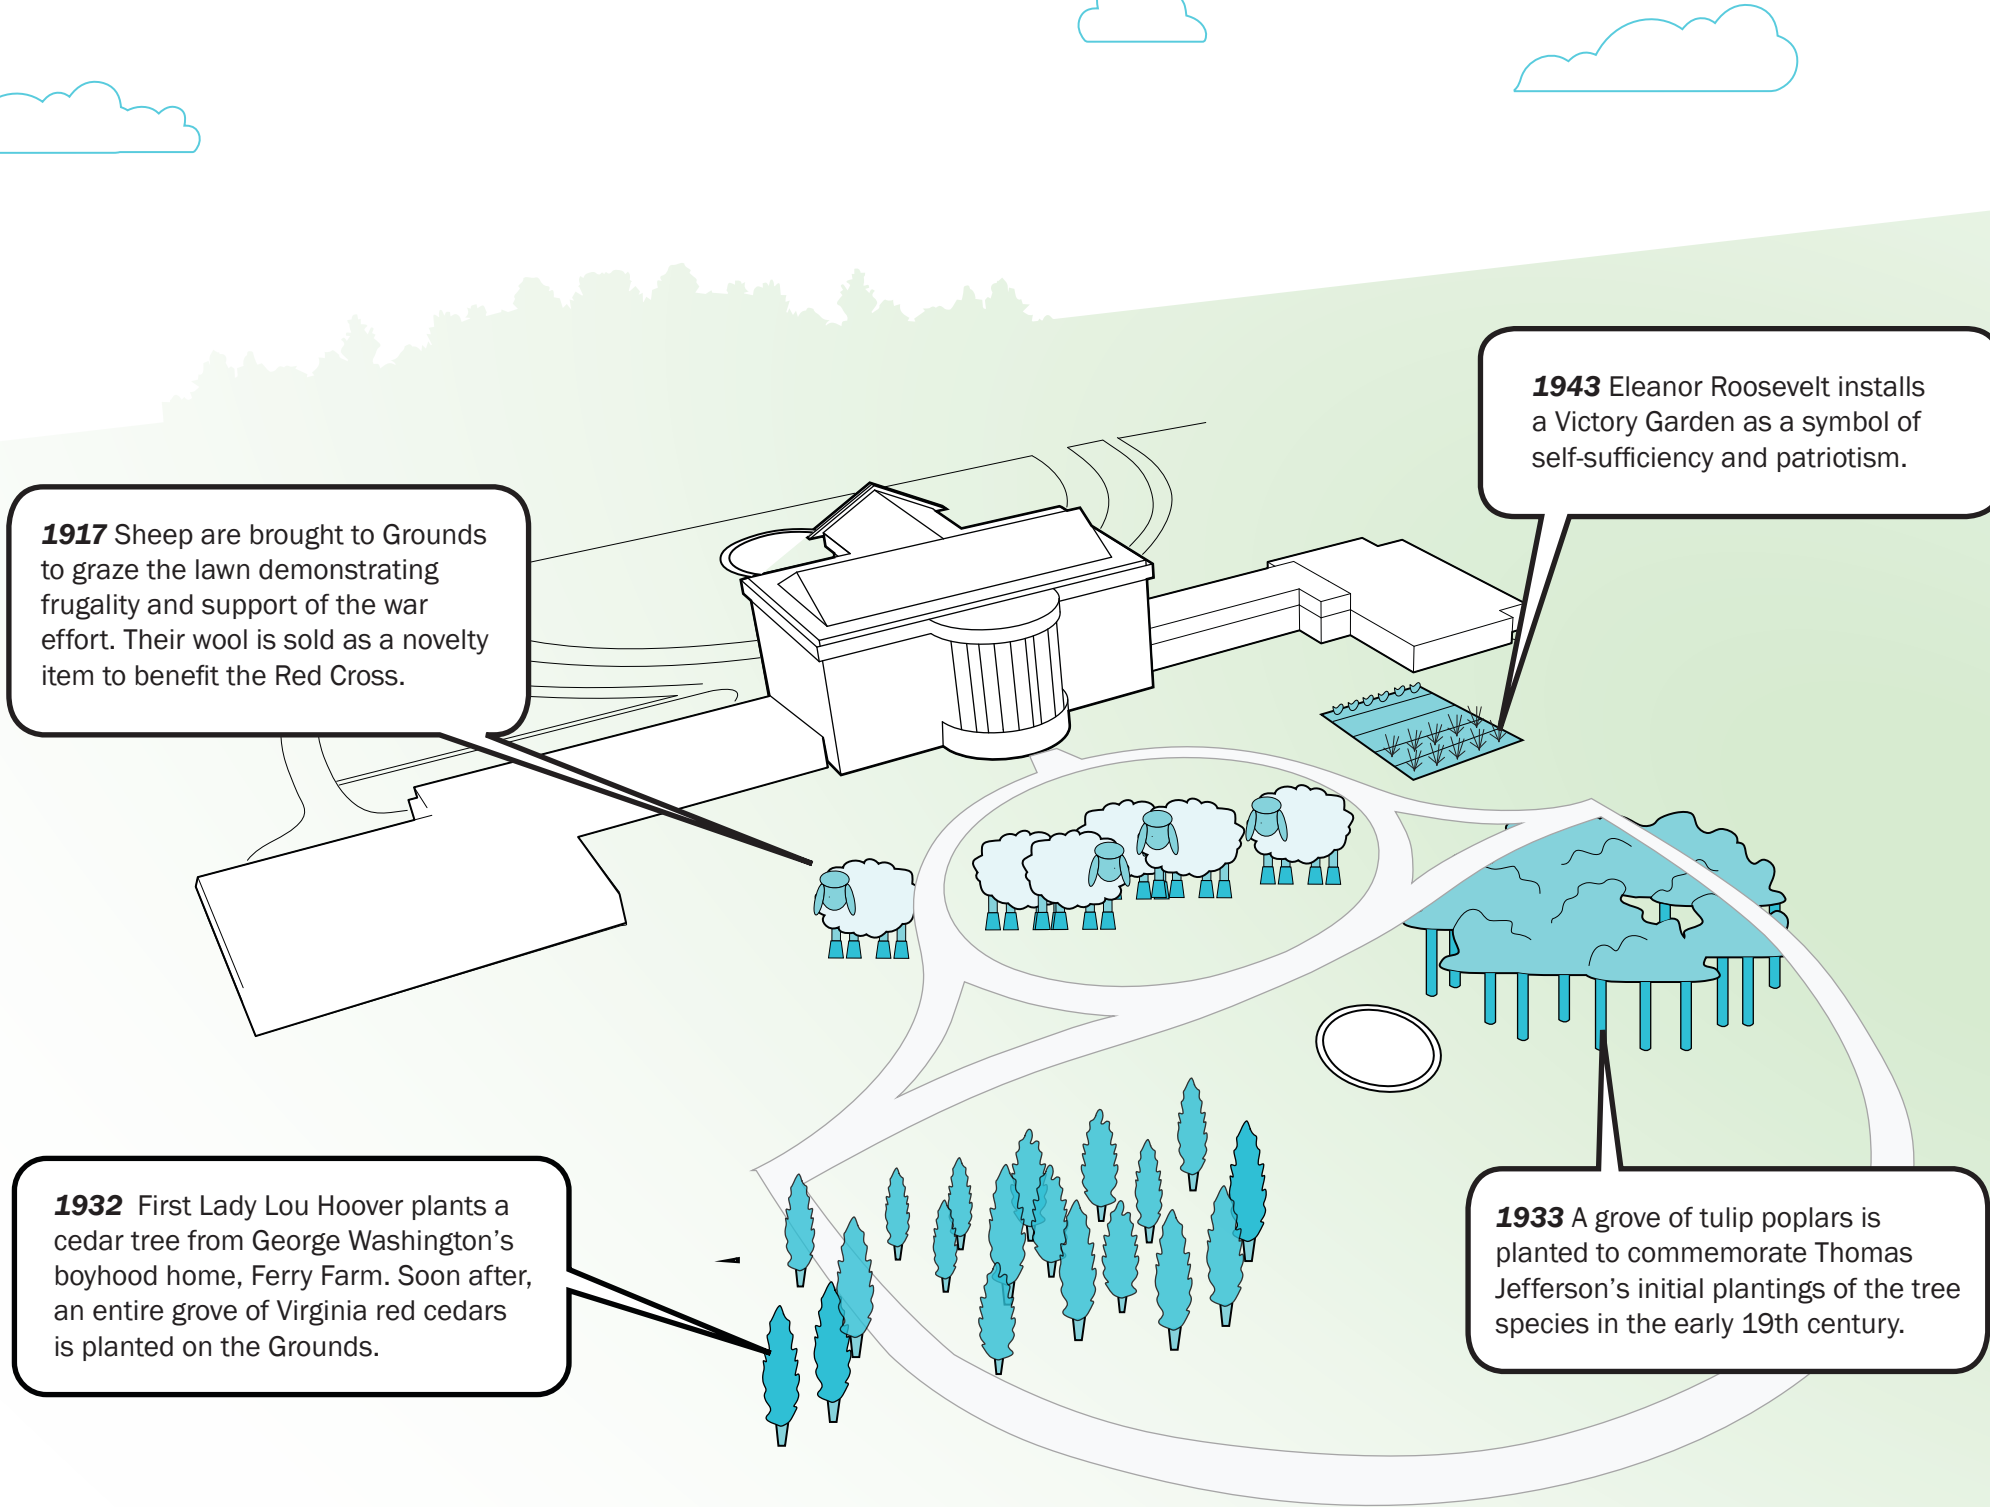 1943 Eleanor Roosevelt installs
a Victory Garden as a symbol of
self-sufficiency and patriotism.
1917 Sheep are brought to Grounds
to graze the lawn demonstrating
frugality and support of the war
effort. Their wool is sold as a novelty
item to benefit the Red Cross.
1932 First Lady Lou Hoover plants a
cedar tree from George Washington's
boyhood home, Ferry Farm. Soon after,
an entire grove of Virginia red cedars
is planted on the Grounds.
1933 A grove of tulip poplars is
planted to commemorate Thomas
Jefferson's initial plantings of the tree
species in the early 19th century.